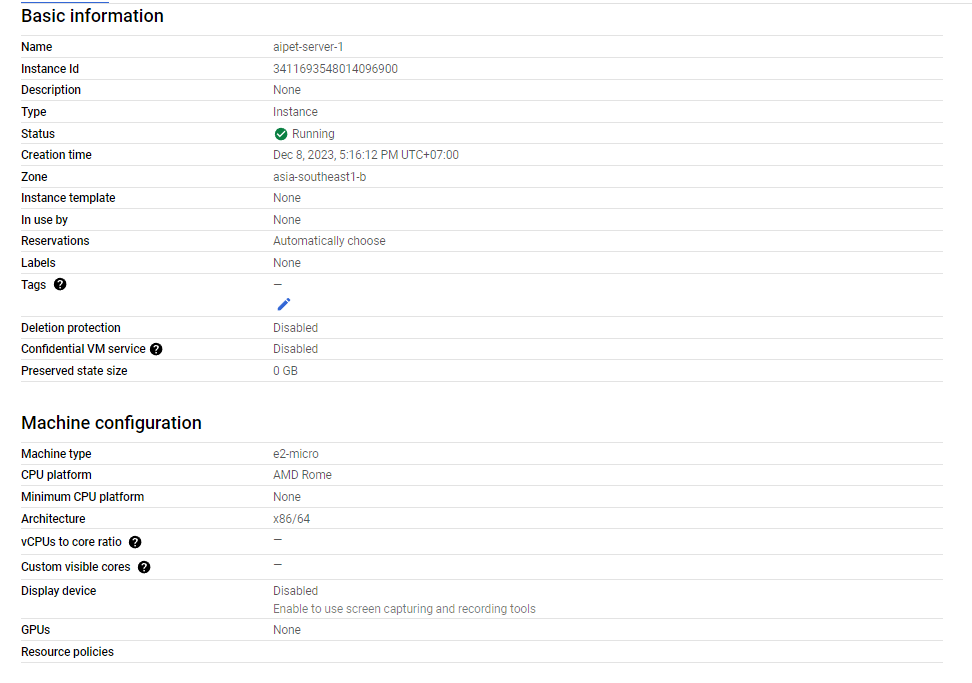 Basic information
Name aipet-server-1
Instance Id 3411693548014096900
Description None
Type Instance
Status Running
Creation time Dec 8, 2023, 5:16:12 PM UTC+07:00
Zone asia-southeast1-b
Instance template None
In use by None
Reservations Automatically choose
Labels None
Tags —
Deletion protection Disabled
Confidential VM service Disabled
Preserved state size 0 GB
Machine configuration
Machine type e2-micro
CPU platform AMD Rome
Minimum CPU platform None
Architecture x86/64
vCPUs to core ratio —
Custom visible cores —
Display device Disabled
Enable to use screen capturing and recording tools
GPUs None
Resource policies